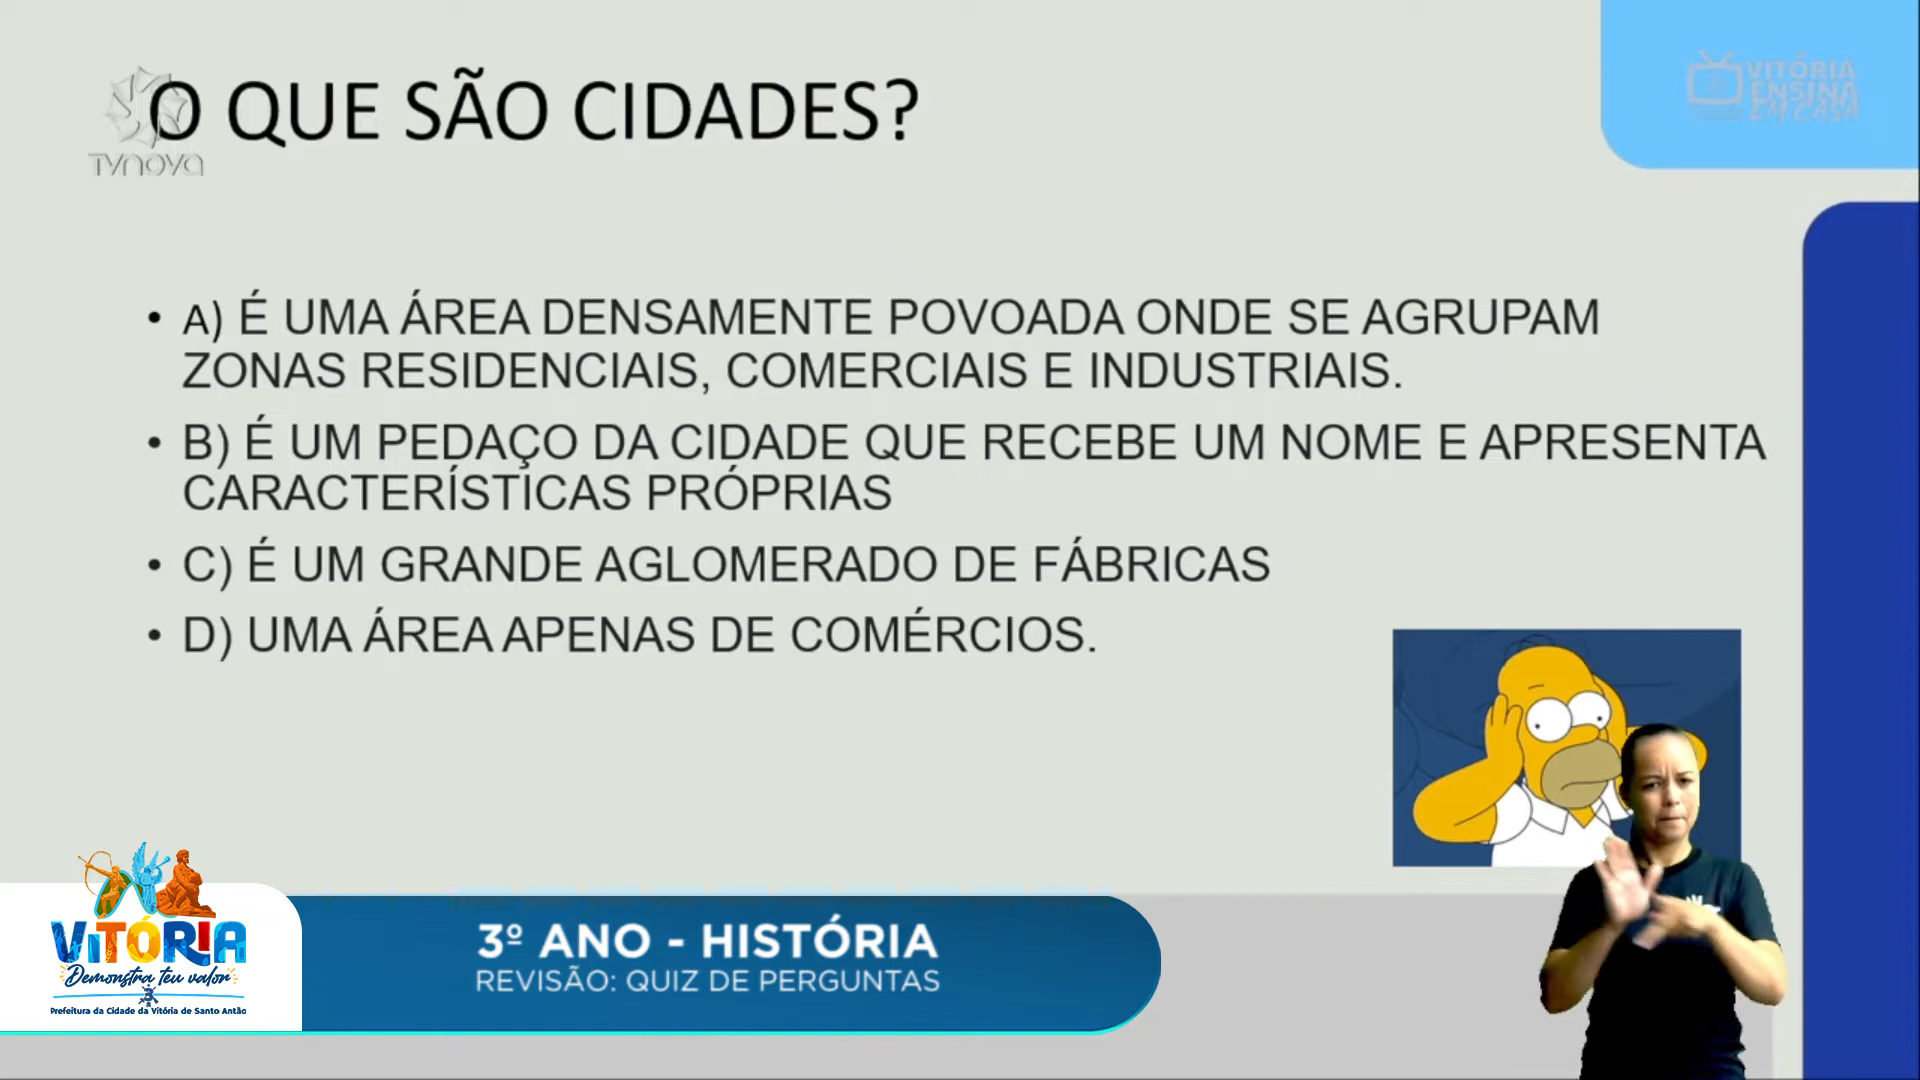 O QUE SÃO CIDADES?
TVNOVA
VITÓRIA
ENSINA
EM CASA
• A) É UMA ÁREA DENSAMENTE POVOADA ONDE SE AGRUPAM
ZONAS RESIDENCIAIS, COMERCIAIS E INDUSTRIAIS.
• B) É UM PEDAÇO DA CIDADE QUE RECEBE UM NOME E APRESENTA
CARACTERÍSTICAS PRÓPRIAS
• C) É UM GRANDE AGLOMERADO DE FÁBRICAS
• D) UMA ÁREA APENAS DE COMÉRCIOS.
VITÓRIA
Demonstra teu valor
Prefeitura da Cidade da Vitória de Santo Antão
3º ANO - HISTÓRIA
REVISÃO: QUIZ DE PERGUNTAS